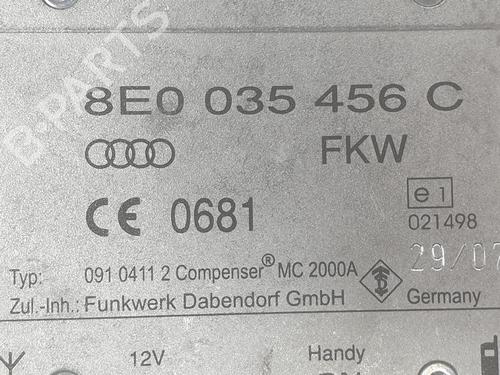 B-PARTS
8E0 035 456 C
FKW
CE 0681
e1
021498
29/07
Typ: 091 0411 2 Compenser® MC 2000A
Zul.-Inh.: Funkwerk Dabendorf GmbH
Germany
12V
Handy